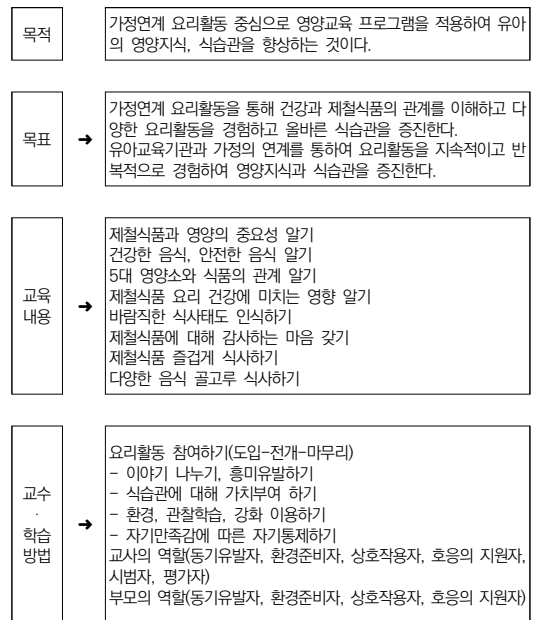 목적
가정연계 요리활동 중심으로 영양교육 프로그램을 적용하여 유아
의 영양지식, 식습관을 향상하는 것이다.
목표
➜
가정연계 요리활동을 통해 건강과 제철식품의 관계를 이해하고 다
양한 요리활동을 경험하고 올바른 식습관을 증진한다.
유아교육기관과 가정의 연계를 통하여 요리활동을 지속적이고 반
복적으로 경험하여 영양지식과 식습관을 증진한다.
교육
내용
➜
제철식품과 영양의 중요성 알기
건강한 음식, 안전한 음식 알기
5대 영양소와 식품의 관계 알기
제철식품 요리 건강에 미치는 영향 알기
바람직한 식사태도 인식하기
제철식품에 대해 감사하는 마음 갖기
제철식품 즐겁게 식사하기
다양한 음식 골고루 식사하기
교수
·
학습
방법
➜
요리활동 참여하기(도입-전개-마무리)
- 이야기 나누기, 흥미유발하기
- 식습관에 대해 가치부여 하기
- 환경, 관찰학습, 강화 이용하기
- 자기만족감에 따른 자기통제하기
교사의 역할(동기유발자, 환경준비자, 상호작용자, 호응의 지원자,
시범자, 평가자)
부모의 역할(동기유발자, 환경준비자, 상호작용자, 호응의 지원자)